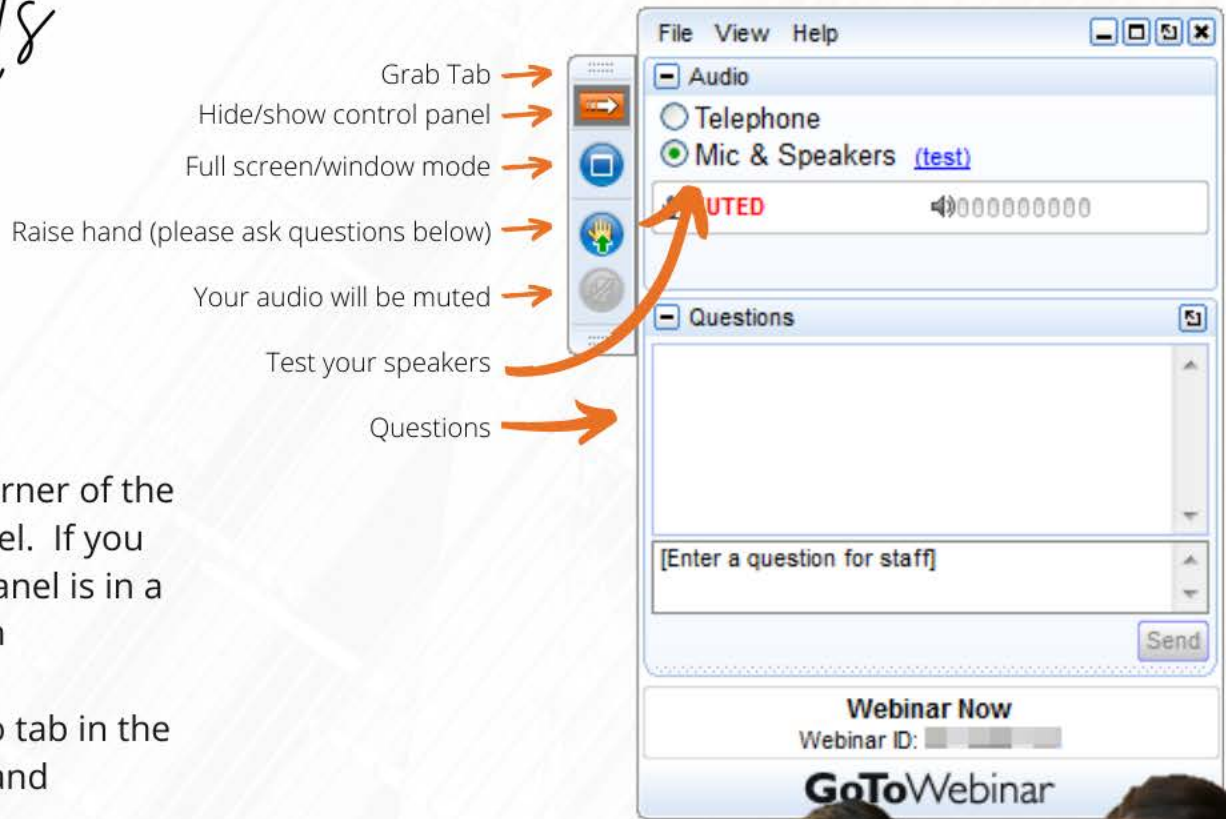 Grab Tab
Hide/show control panel
Full screen/window mode
Raise hand (please ask questions below)
Your audio will be muted
Test your speakers
Questions
rner of the
el. If you
anel is in a
tab in the
and
File View Help
Audio
Telephone
Mic & Speakers (test)
UTED
Questions
[Enter a question for staff]
Send
Webinar Now
Webinar ID:
GoToWebinar